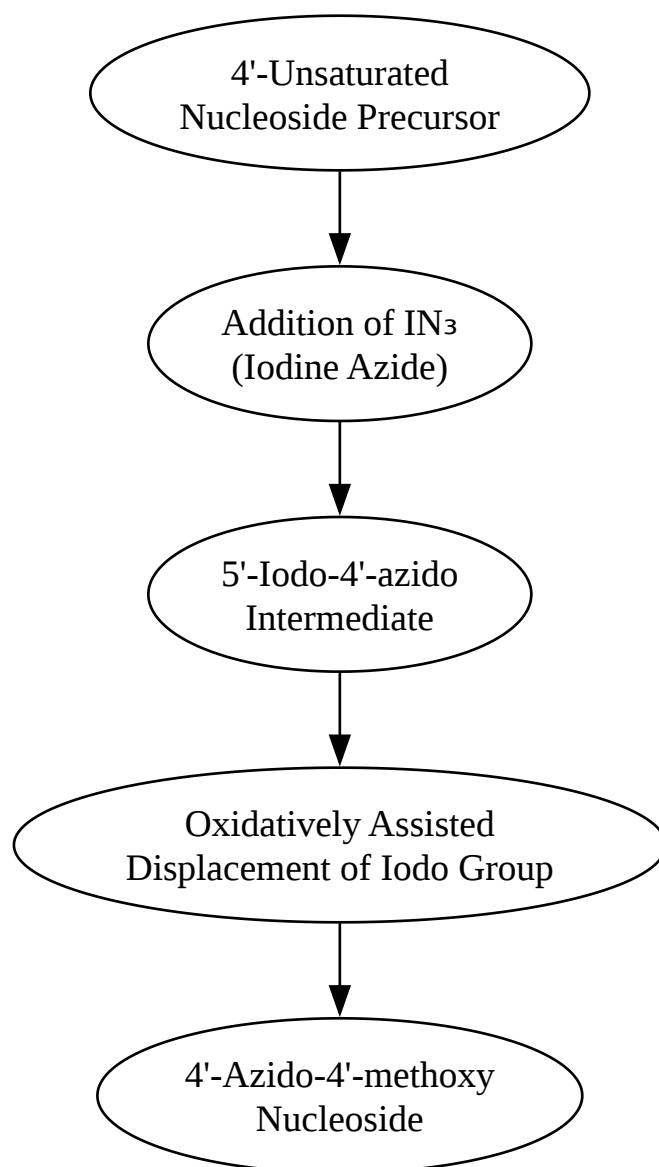 4'-Unsaturated
Nucleoside Precursor
Addition of IN₃
(Iodine Azide)
5'-Iodo-4'-azido
Intermediate
Oxidatively Assisted
Displacement of Iodo Group
4'-Azido-4'-methoxy
Nucleoside